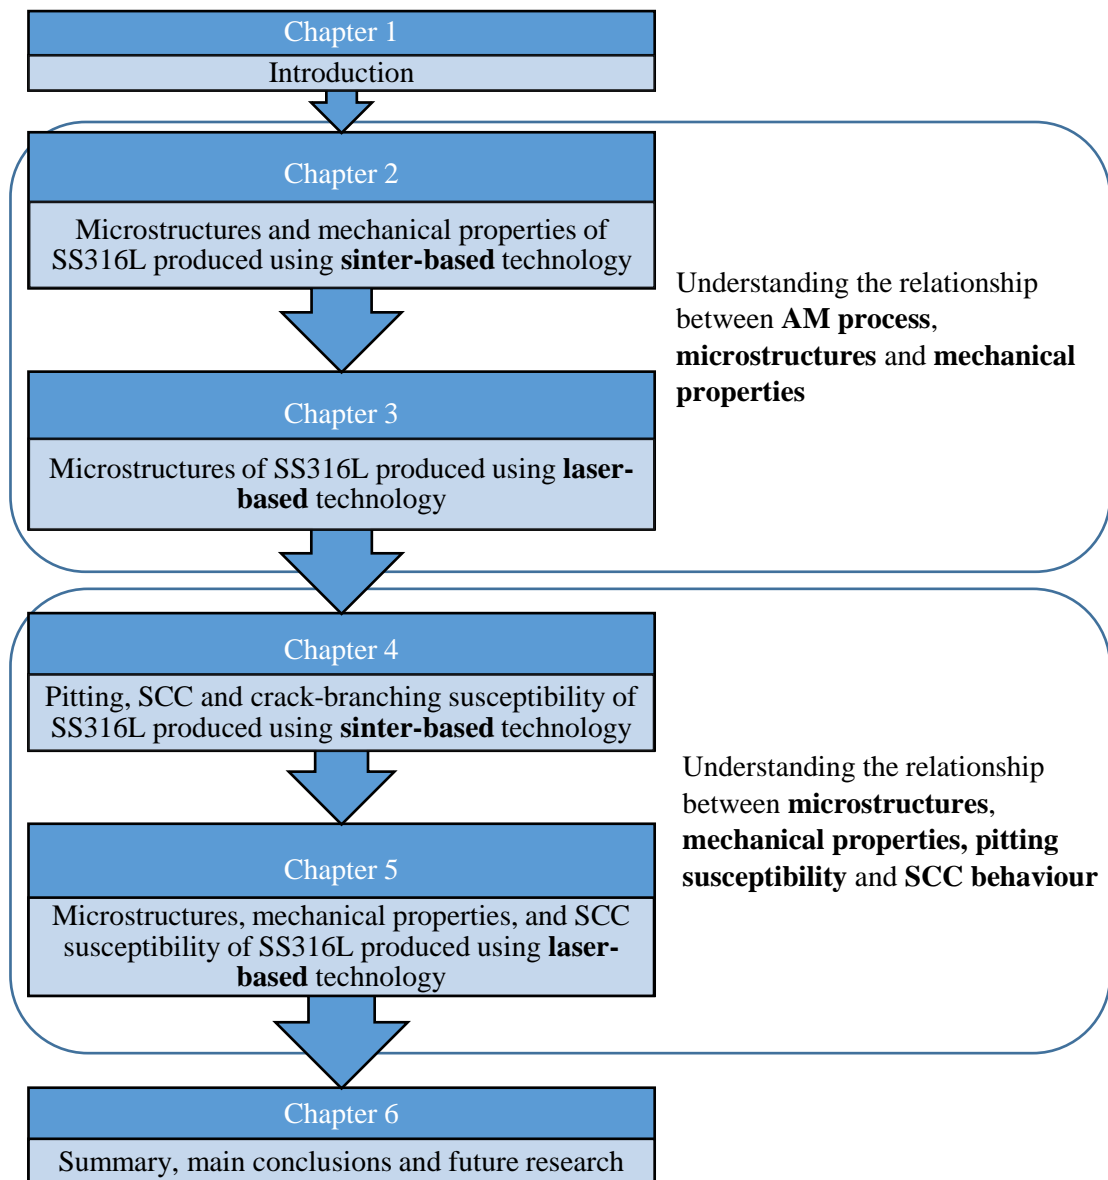 Chapter 1
Introduction
Chapter 2
Microstructures and mechanical properties of
SS316L produced using sinter-based technology
Understanding the relationship
between AM process,
microstructures and mechanical
properties
Chapter 3
Microstructures of SS316L produced using laser-
based technology
Chapter 4
Pitting, SCC and crack-branching susceptibility of
SS316L produced using sinter-based technology
Understanding the relationship
between microstructures,
mechanical properties, pitting
susceptibility and SCC behaviour
Chapter 5
Microstructures, mechanical properties, and SCC
susceptibility of SS316L produced using laser-
based technology
Chapter 6
Summary, main conclusions and future research